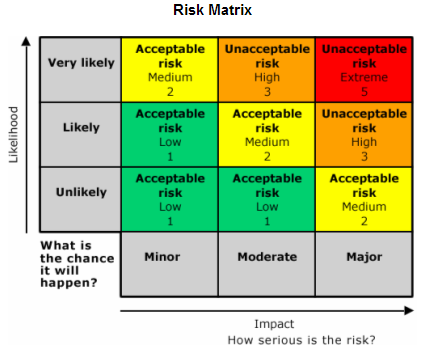 Risk Matrix
Likelihood
Very likely
Acceptable
risk
Medium
2
Unacceptable
risk
High
3
Unacceptable
risk
Extreme
5
Likely
Acceptable
risk
Low
1
Acceptable
risk
Medium
2
Unacceptable
risk
High
3
Unlikely
Acceptable
risk
Low
1
Acceptable
risk
Low
1
Acceptable
risk
Medium
2
What is
the chance
it will
happen?
Minor
Moderate
Major
Impact
How serious is the risk?